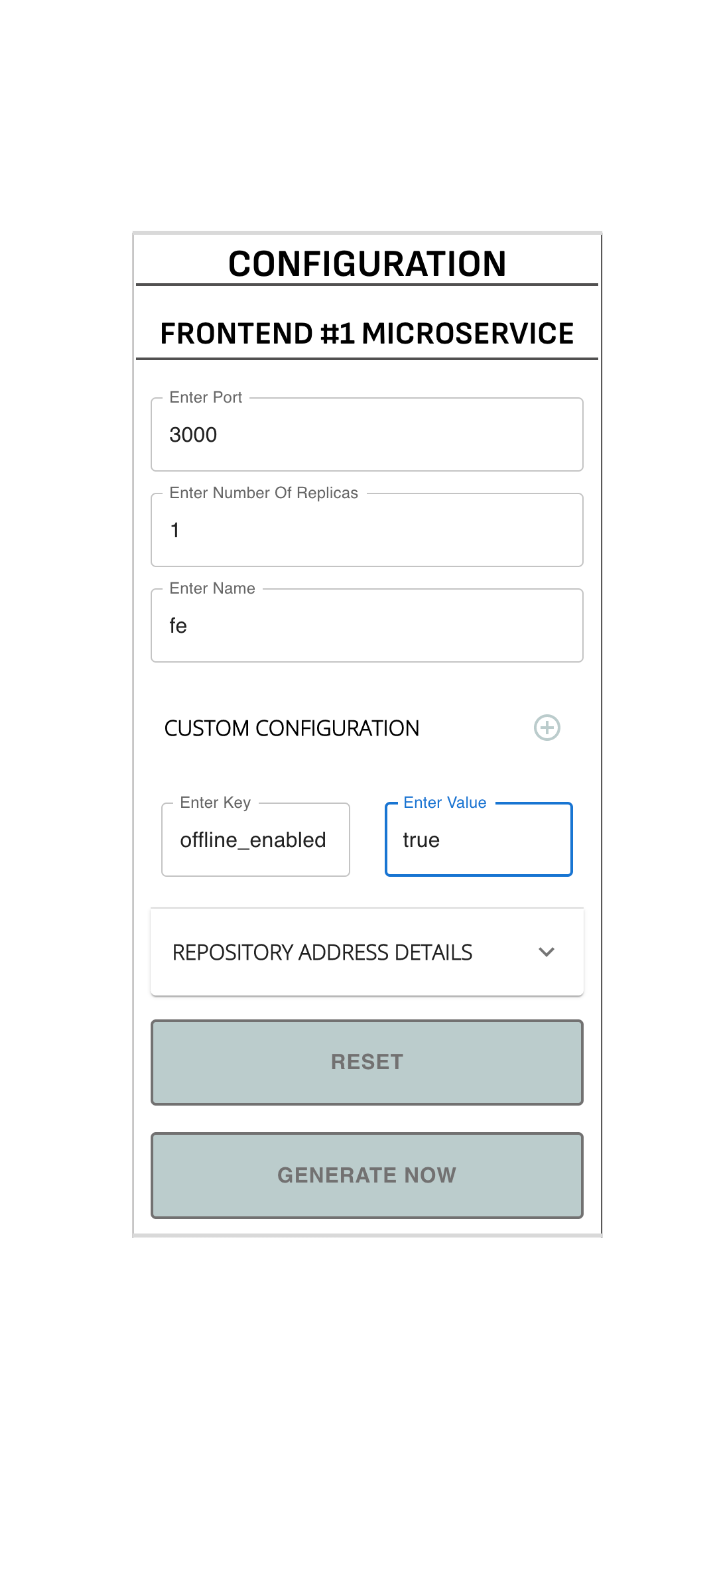 CONFIGURATION
FRONTEND #1 MICROSERVICE
Enter Port
3000
Enter Number Of Replicas
1
Enter Name
fe
CUSTOM CONFIGURATION
Enter Key
offline_enabled
Enter Value
true
REPOSITORY ADDRESS DETAILS
RESET
GENERATE NOW